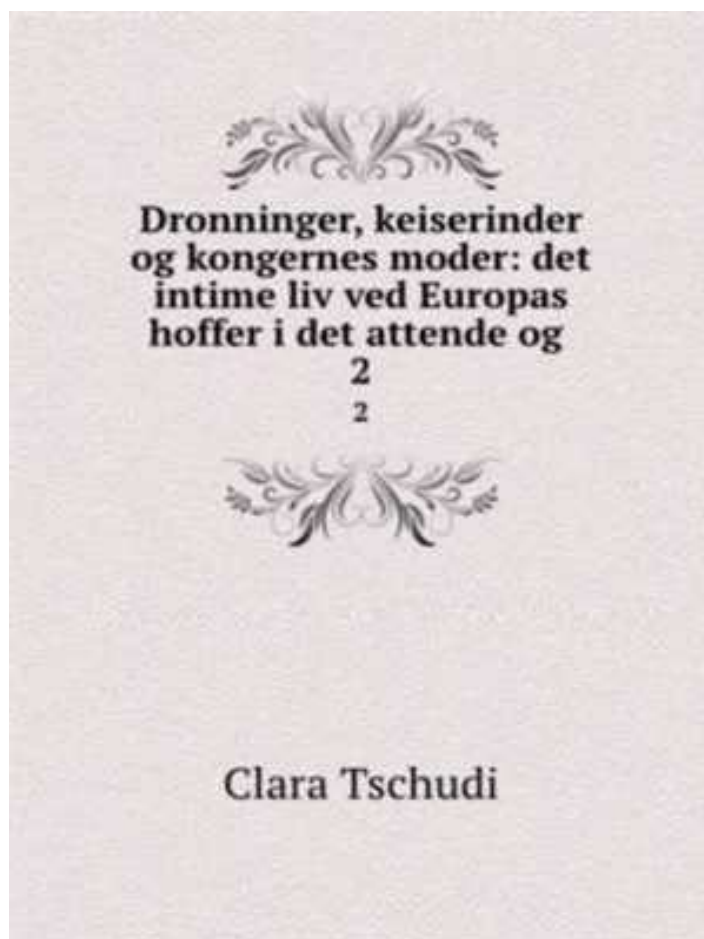 Dronninger, keiserinder
og kongernes moder: det
intime liv ved Europas
hoffer i det attende og
2
2
Clara Tschudi